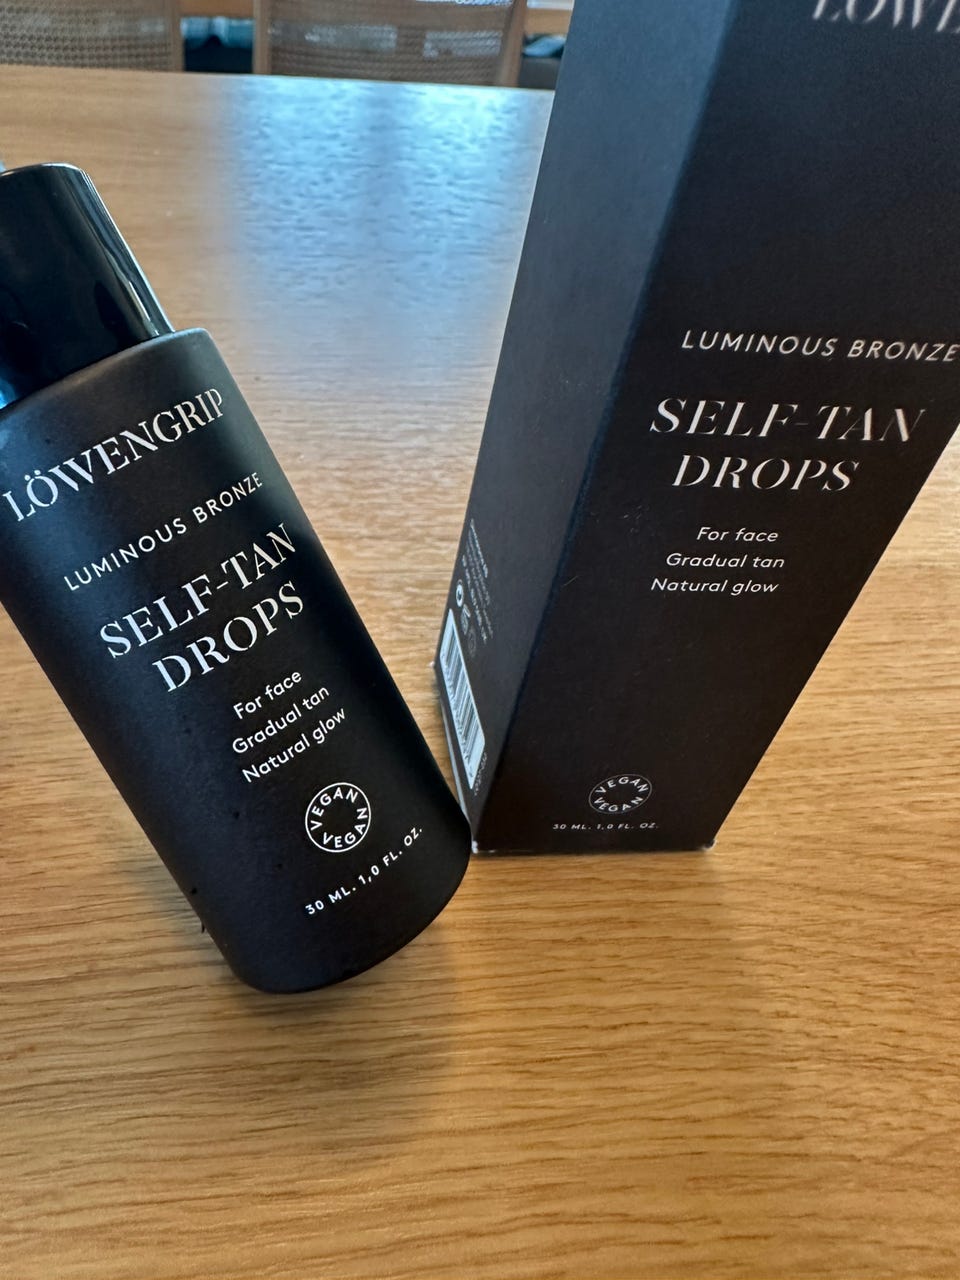 LÖWENGRIP
LUMINOUS BRONZE
SELF-TAN
DROPS
For face
Gradual tan
Natural glow
VEGAN
VEGAN
30 ML. 1,0 FL. OZ.
LUMINOUS BRONZE
SELF-TAN
DROPS
For face
Gradual tan
Natural glow
VEGAN
VEGAN
30 ML. 1,0 FL. OZ.